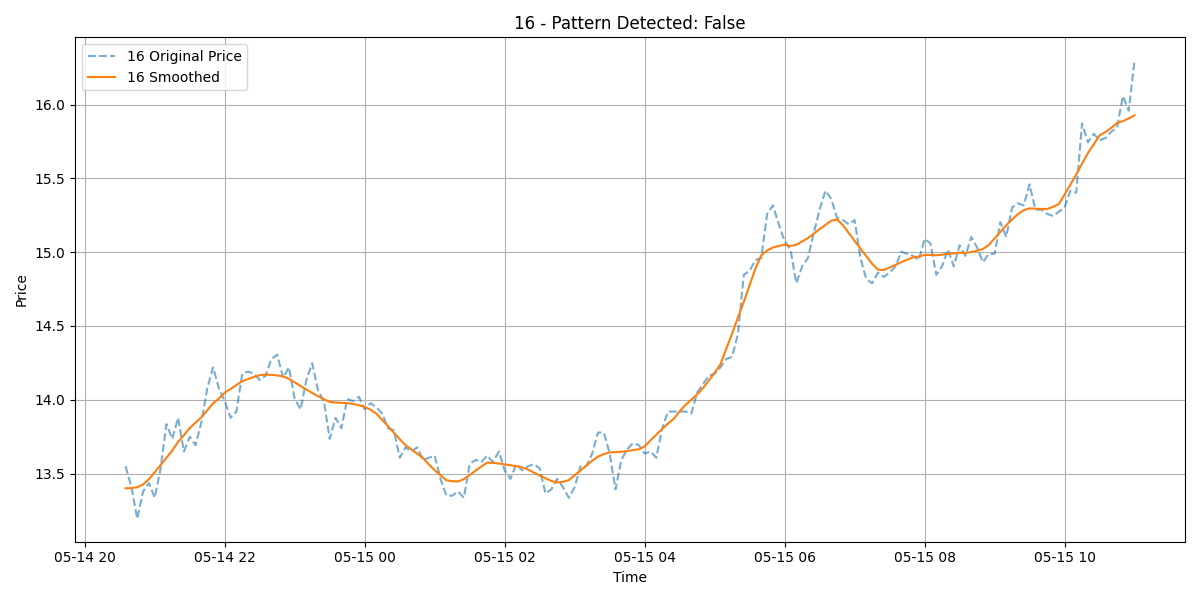 16 - Pattern Detected: False
16 Original Price
16 Smoothed
Price
16.0
15.5
15.0
14.5
14.0
13.5
05-14 20
05-14 22
05-15 00
05-15 02
05-15 04
05-15 06
05-15 08
05-15 10
Time